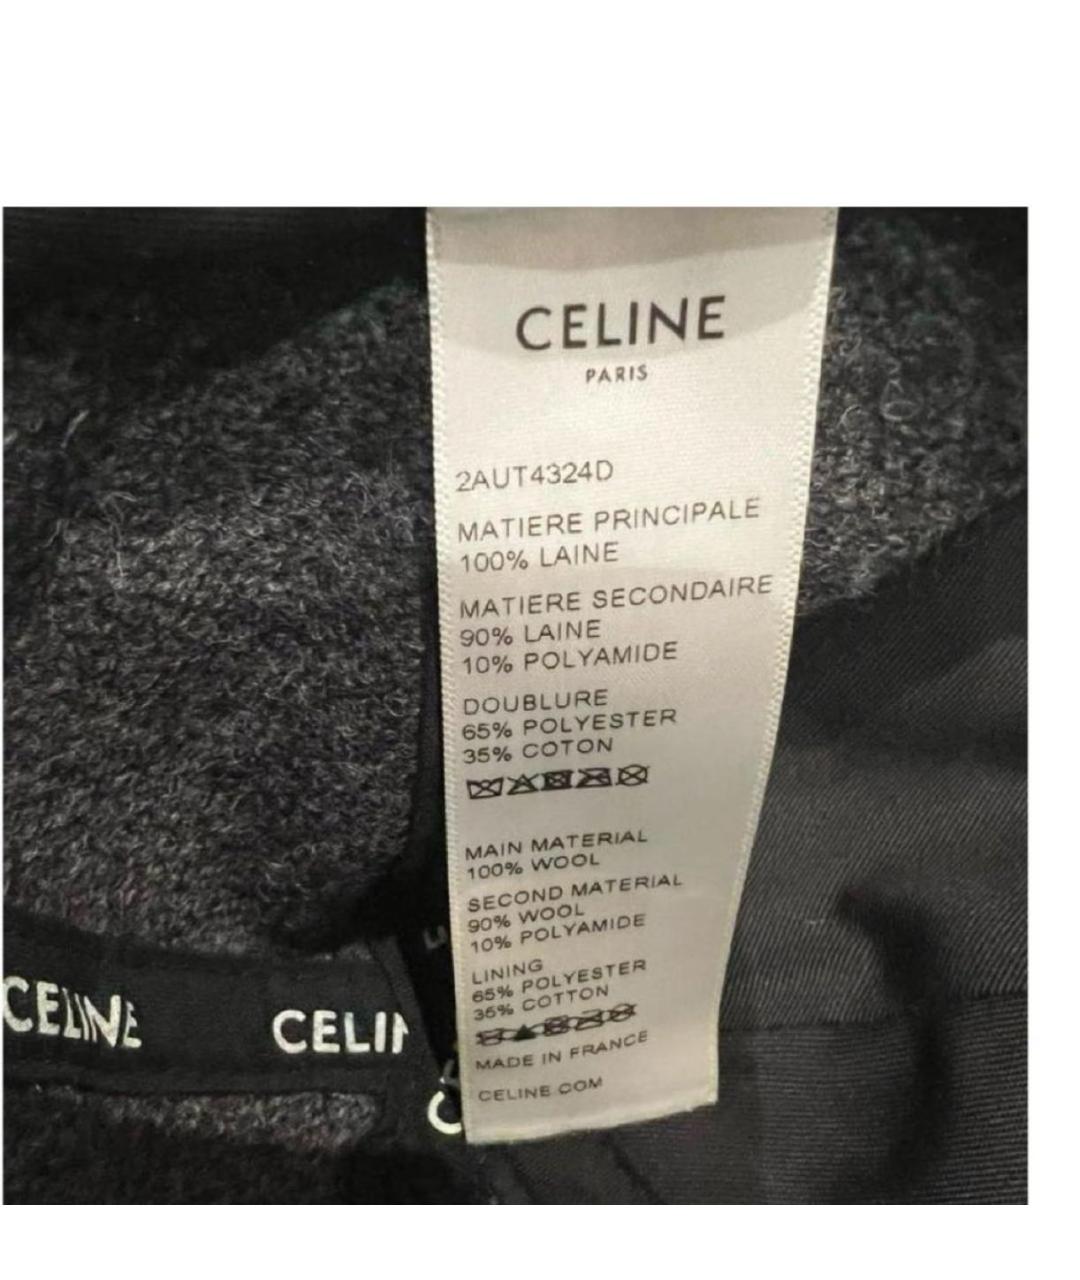 CELINE
PARIS
2AUT4324D
MATIERE PRINCIPALE
100% LAINE
MATIERE SECONDAIRE
90% LAINE
10% POLYAMIDE
DOUBLURE
65% POLYESTER
35% COTON
MAIN MATERIAL
100% WOOL
SECOND MATERIAL
90% WOOL
10% POLYAMIDE
LINING
65% POLYESTER
35% COTTON
MADE IN FRANCE
CELINE.COM
CELINE CELIN